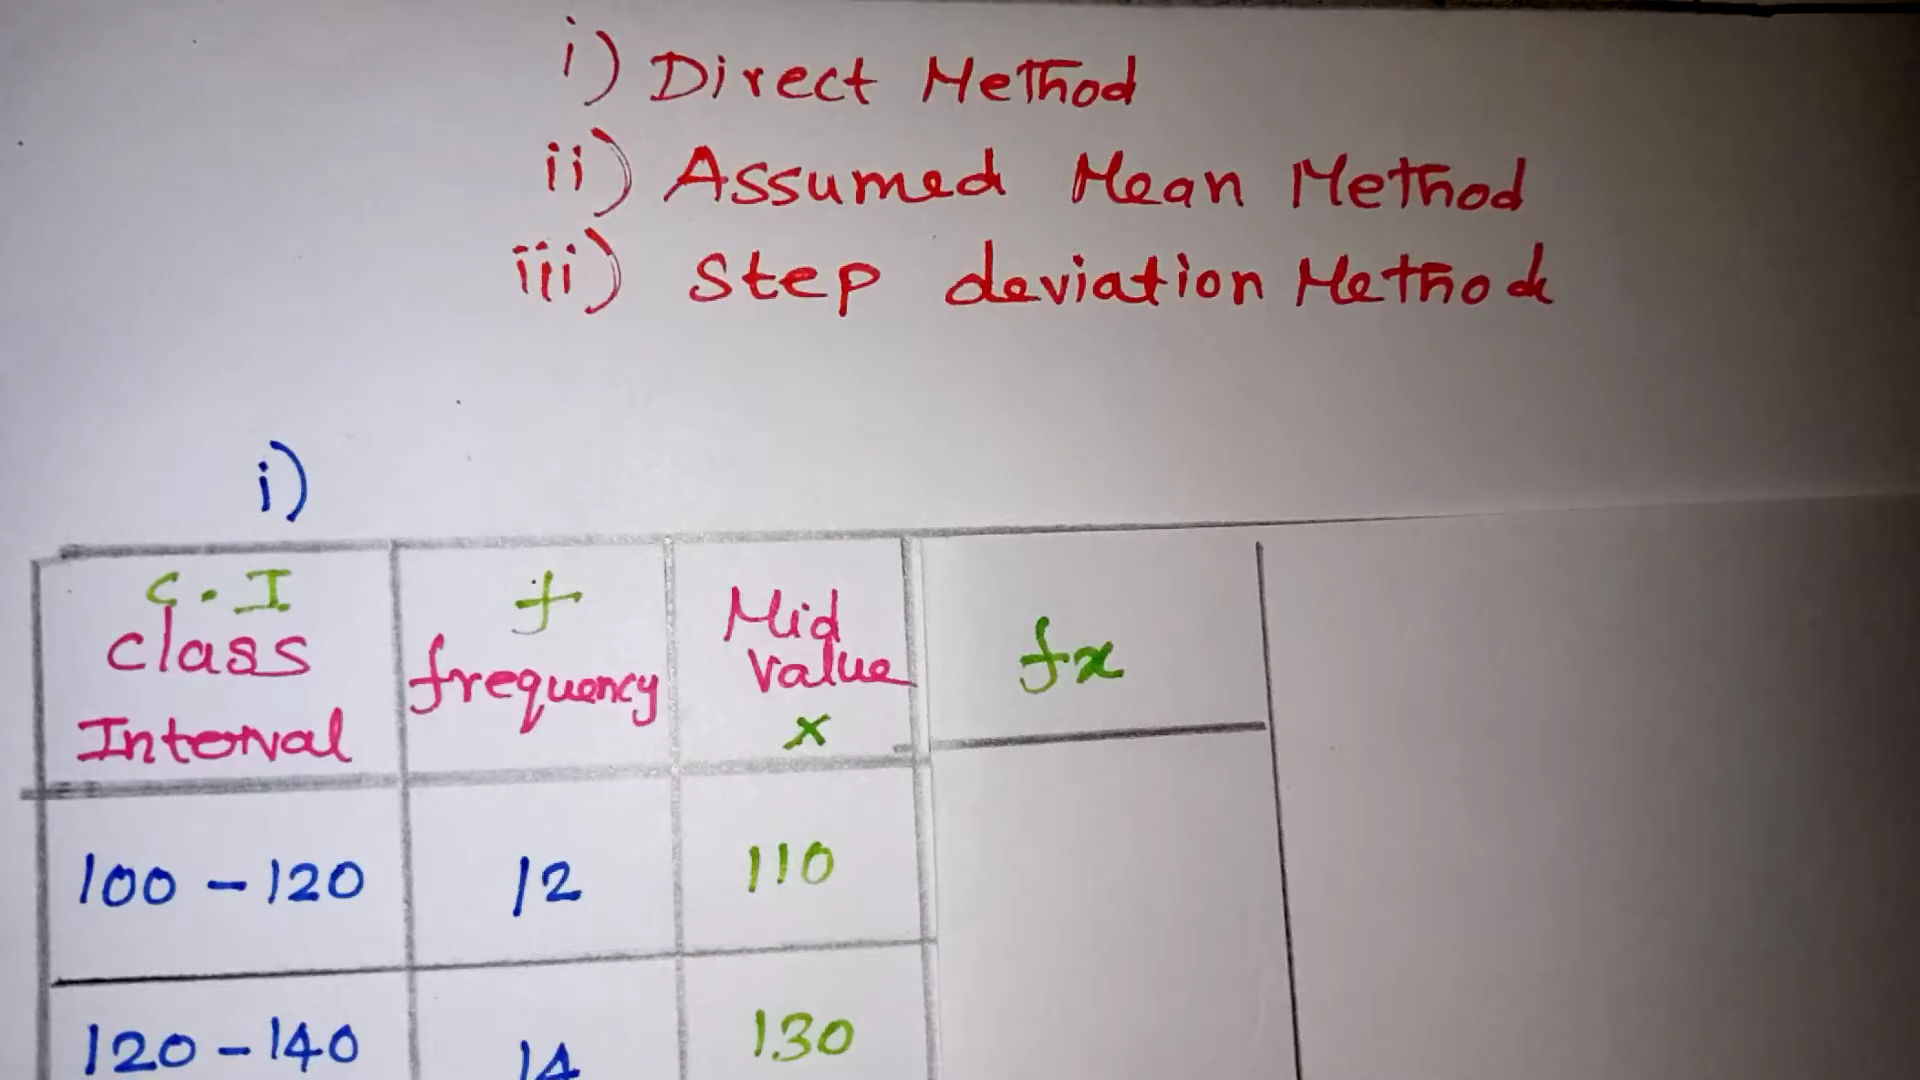 i) Direct Method
ii) Assumed Mean Method
iii) Step deviation Method
i)
C.I f Mid fx
class frequency value
Interval x
100 - 120 12 110
120 - 140 14 130